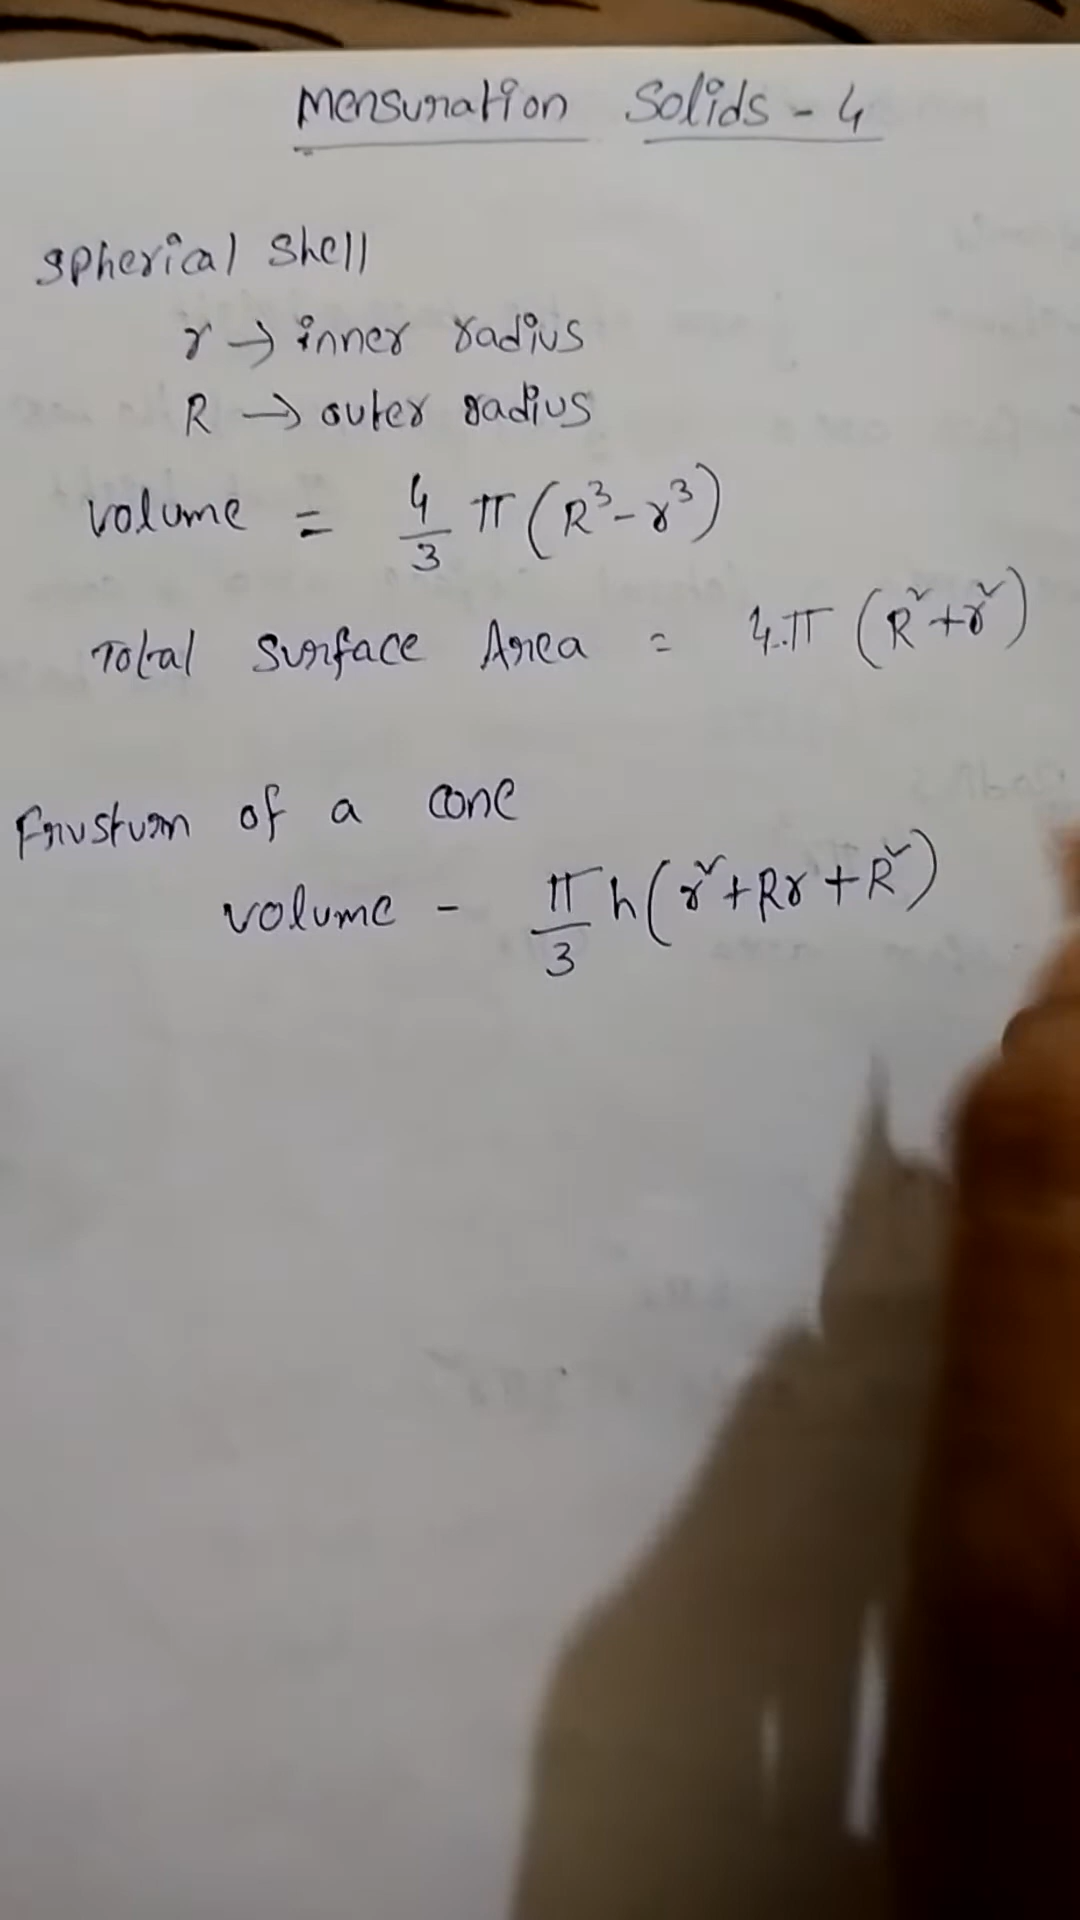 Mensuration Solids - 4
Spherical Shell
r → inner radius
R → outer radius
volume = 4/3 π (R³ - r³)
Total Surface Area = 4π (R² + r²)
Frustum of a cone
volume - π/3 h (r² + Rr + R²)